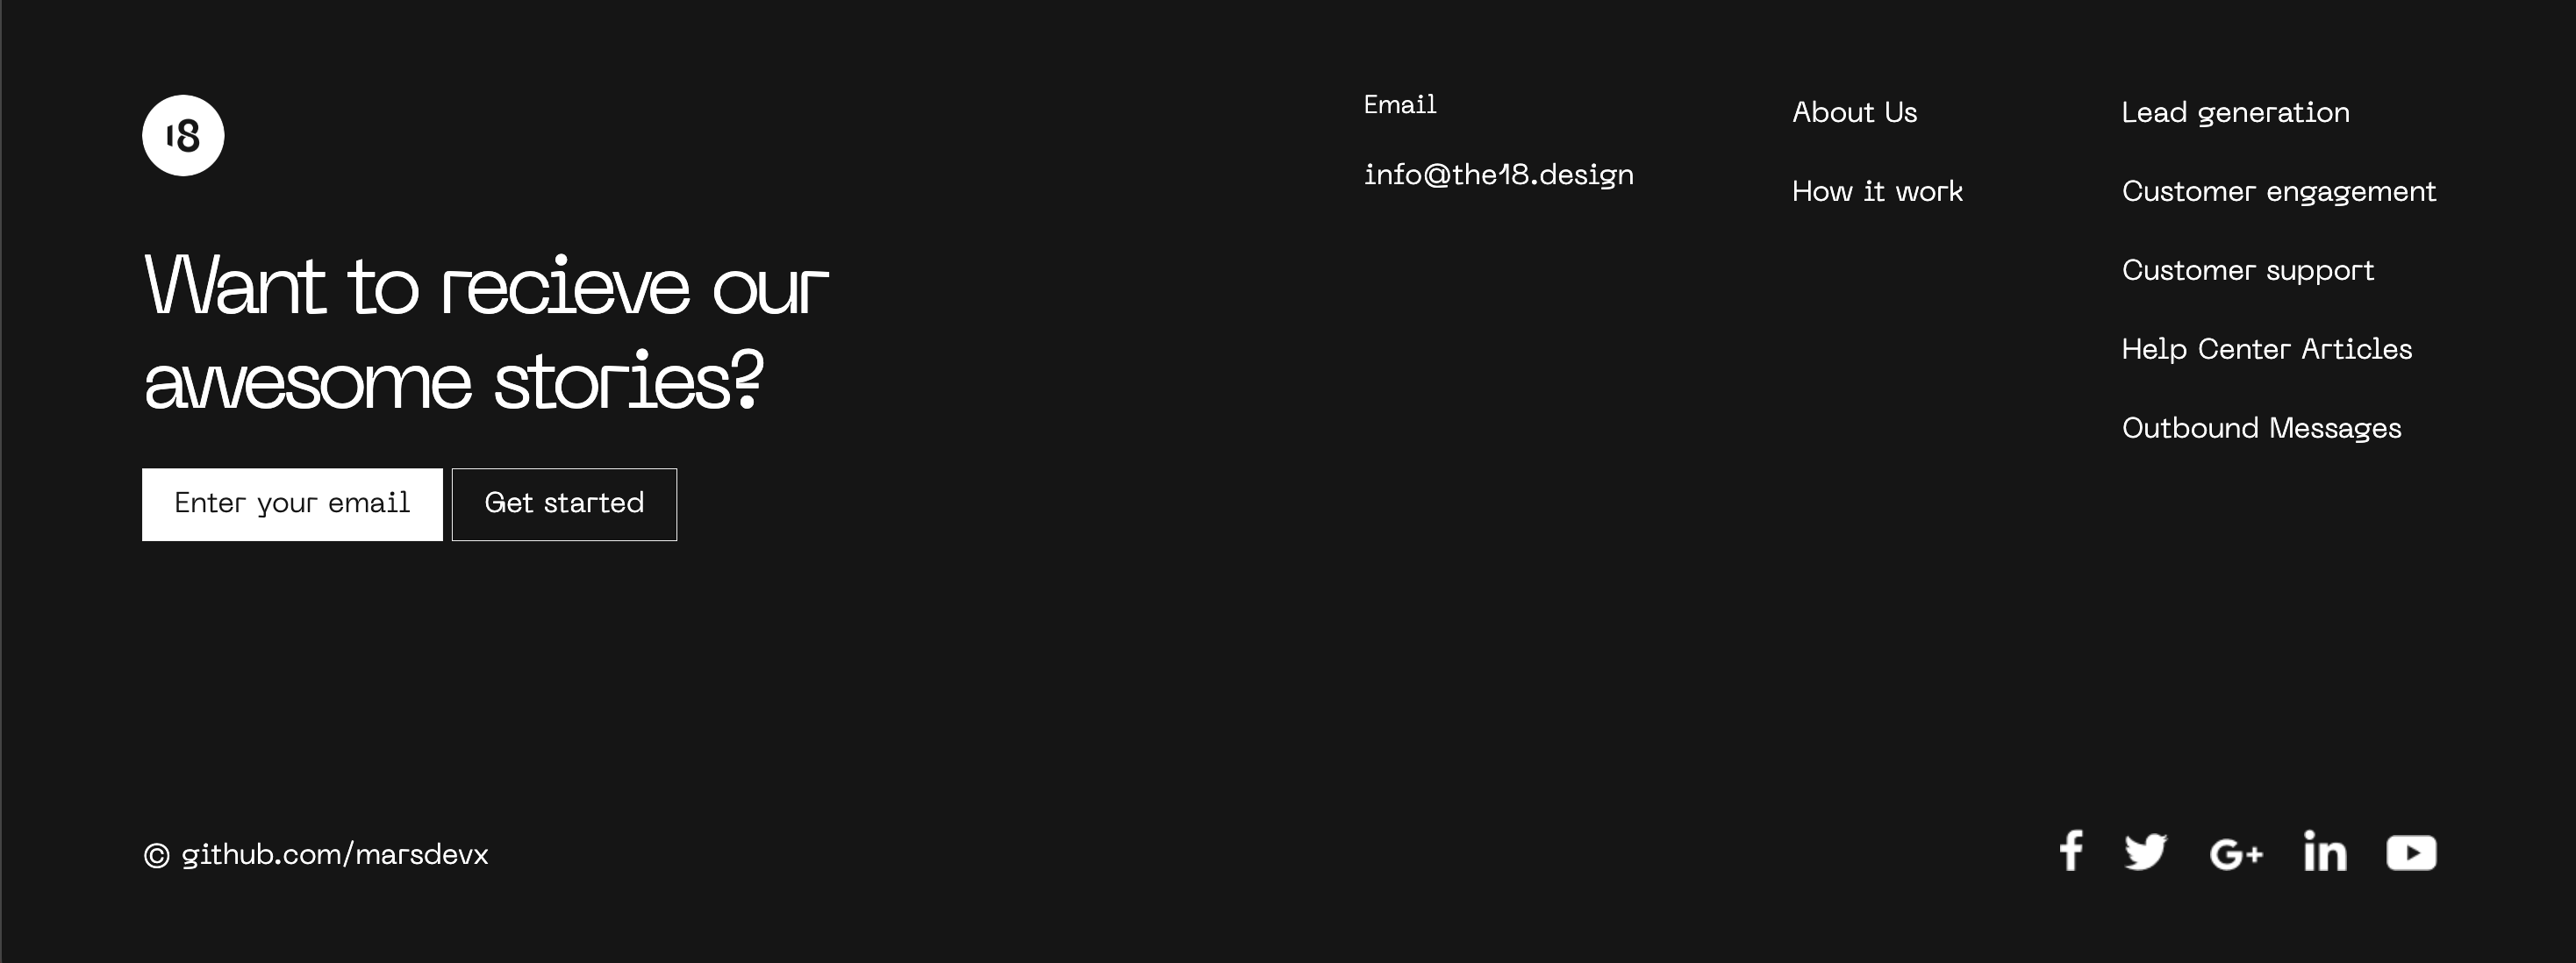 18
Want to recieve our
awesome stories?
Enter your email
Get started
Email
info@the18.design
About Us
How it work
Lead generation
Customer engagement
Customer support
Help Center Articles
Outbound Messages
© github.com/marsdevx
f
G+
in